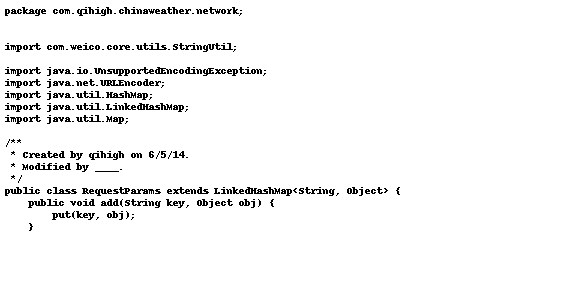 package com.qihigh.chinaweather.network;
import com.weico.core.utils.StringUtil;
import java.io.UnsupportedEncodingException;
import java.net.URLEncoder;
import java.util.HashMap;
import java.util.LinkedHashMap;
import java.util.Map;
/**
 * Created by qihigh on 6/5/14.
 * Modified by ____.
 */
public class RequestParams extends LinkedHashMap<String, Object> {
    public void add(String key, Object obj) {
        put(key, obj);
    }